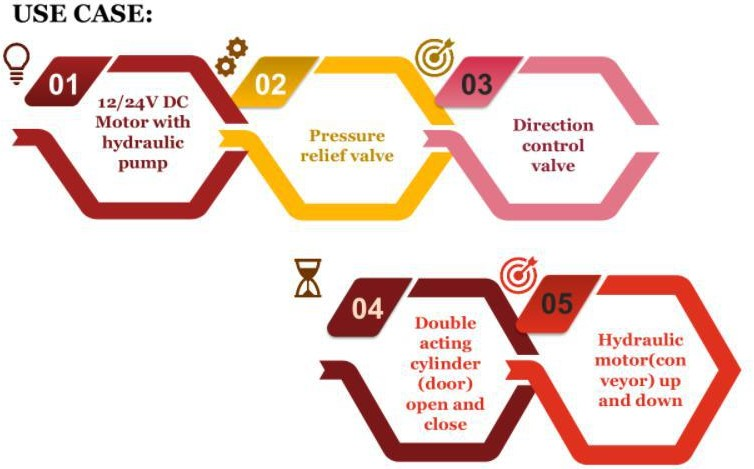 USE CASE:
01
12/24V DC
Motor with
hydraulic
pump
02
Pressure
relief valve
03
Direction
control
valve
04
Double
acting
cylinder
(door)
open and
close
05
Hydraulic
motor(con
veyor) up
and down